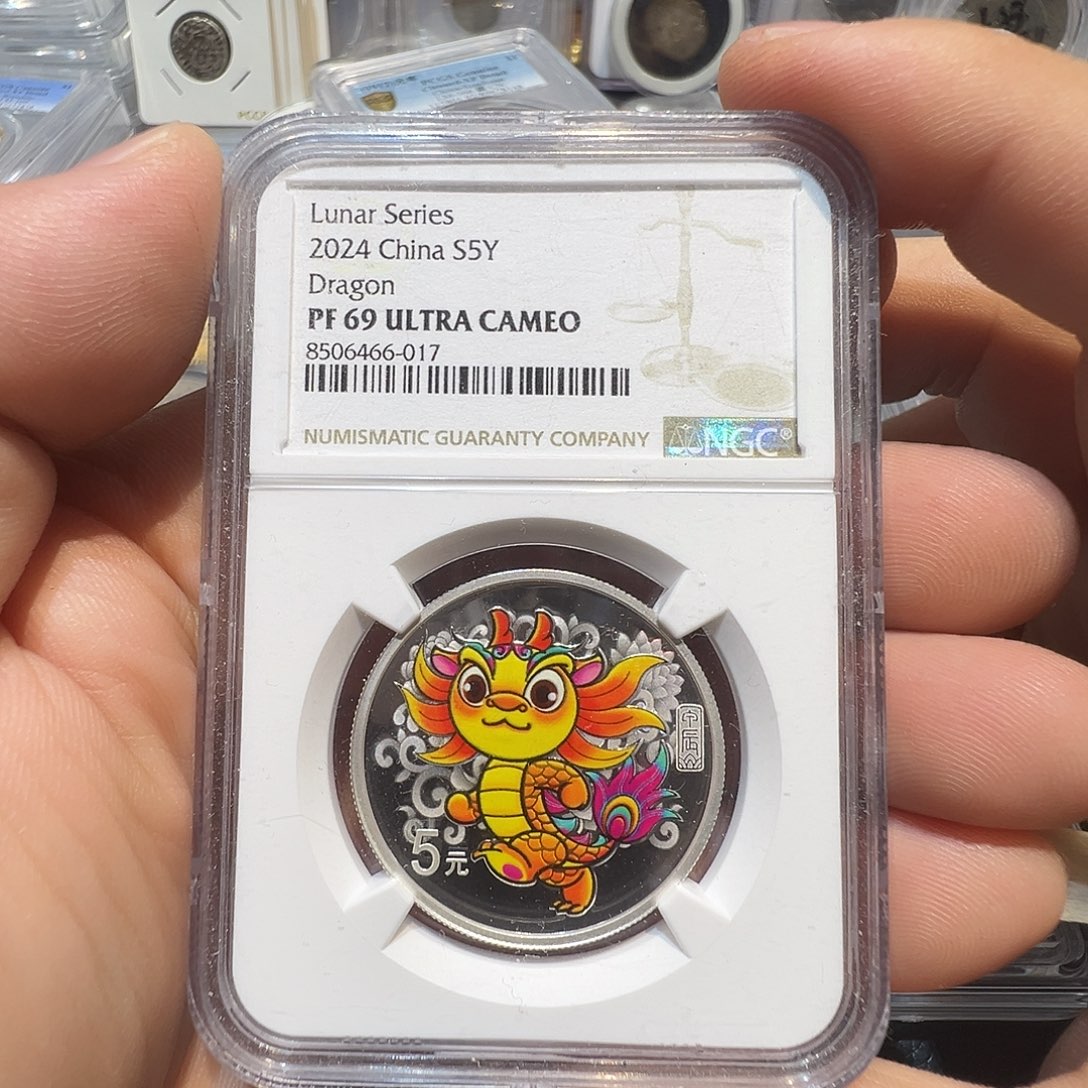 Lunar Series
2024 China S5Y
Dragon
PF 69 ULTRA CAMEO
8506466-017
NUMISMATIC GUARANTY COMPANY
NGC®
5元